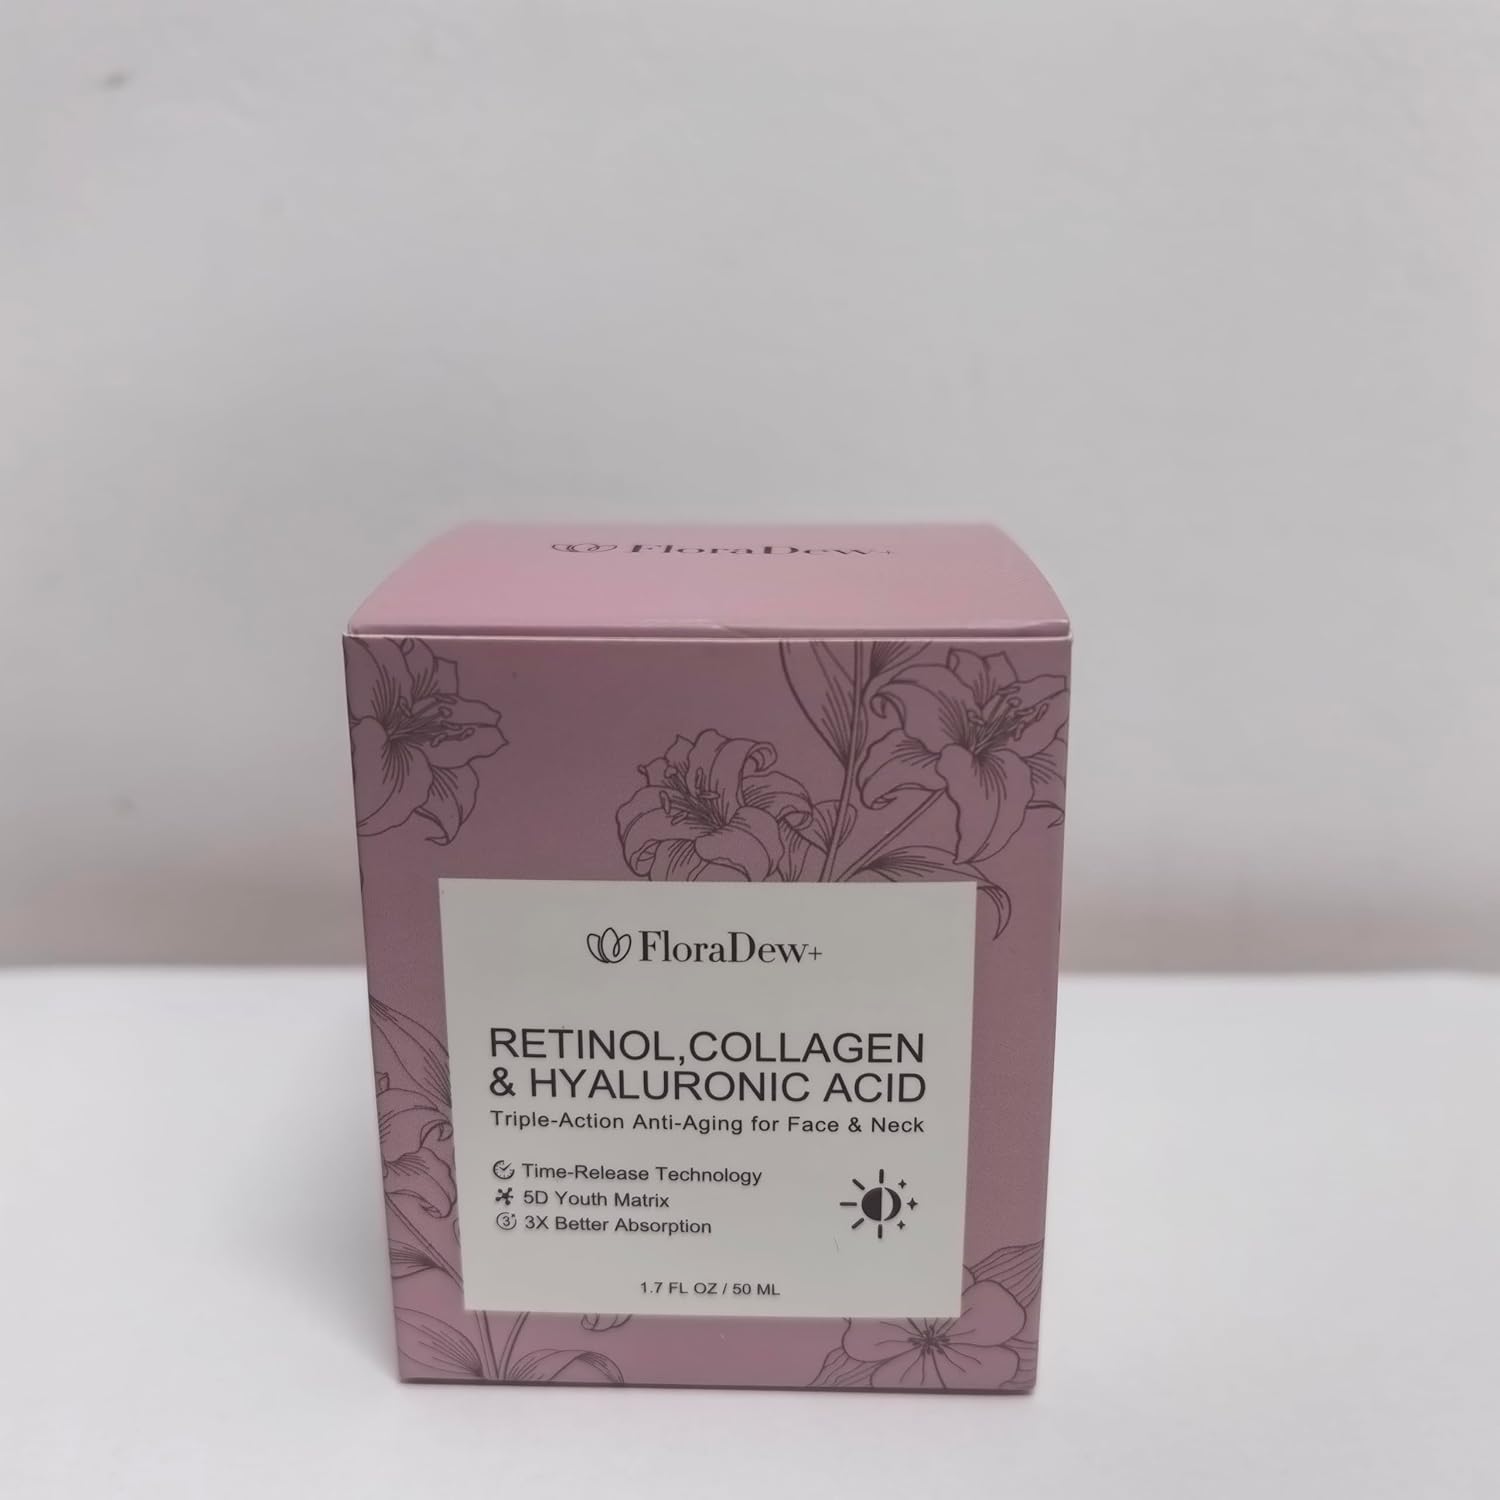 FloraDew+
FloraDew+
RETINOL,COLLAGEN
& HYALURONIC ACID
Triple-Action Anti-Aging for Face & Neck
Time-Release Technology
5D Youth Matrix
3X Better Absorption
1.7 FL OZ / 50 ML